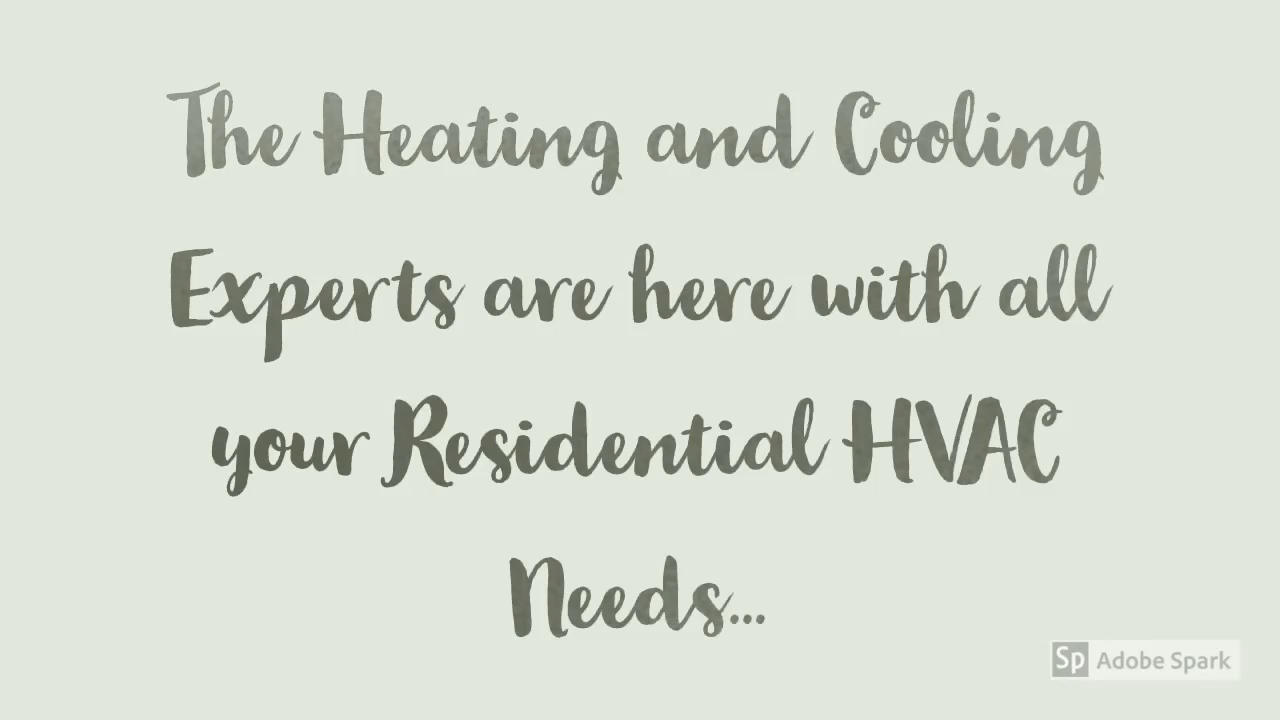 The Heating and Cooling
Experts are here with all
your Residential HVAC
Needs...
Sp Adobe Spark